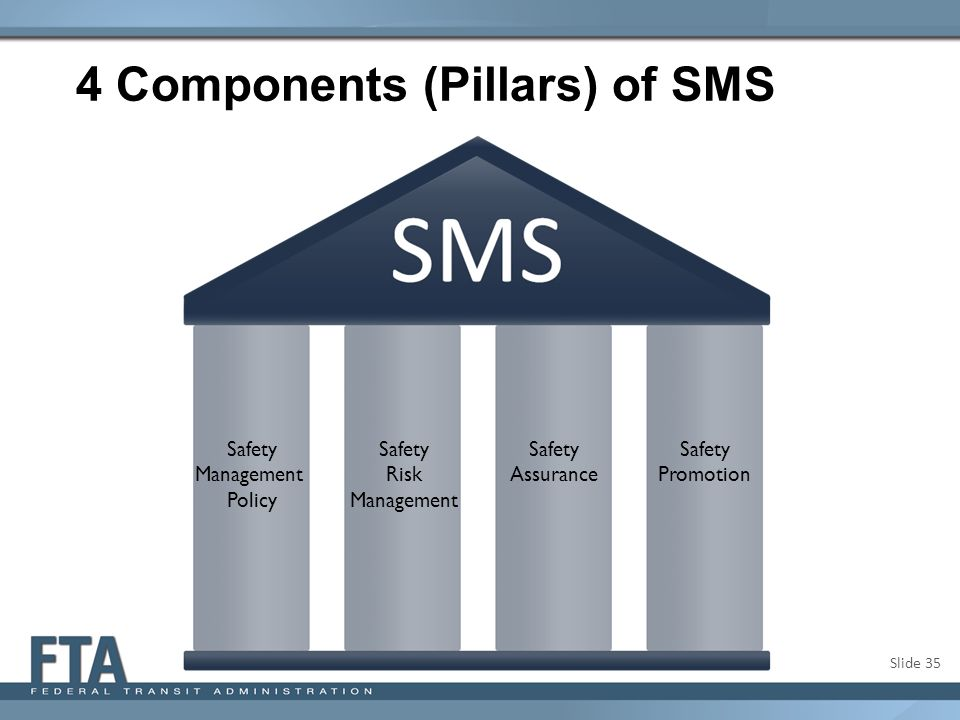 4 Components (Pillars) of SMS
SMS
Safety
Management
Policy
Safety
Risk
Management
Safety
Assurance
Safety
Promotion
Slide 35
FTA
FEDERAL TRANSIT ADMINISTRATION